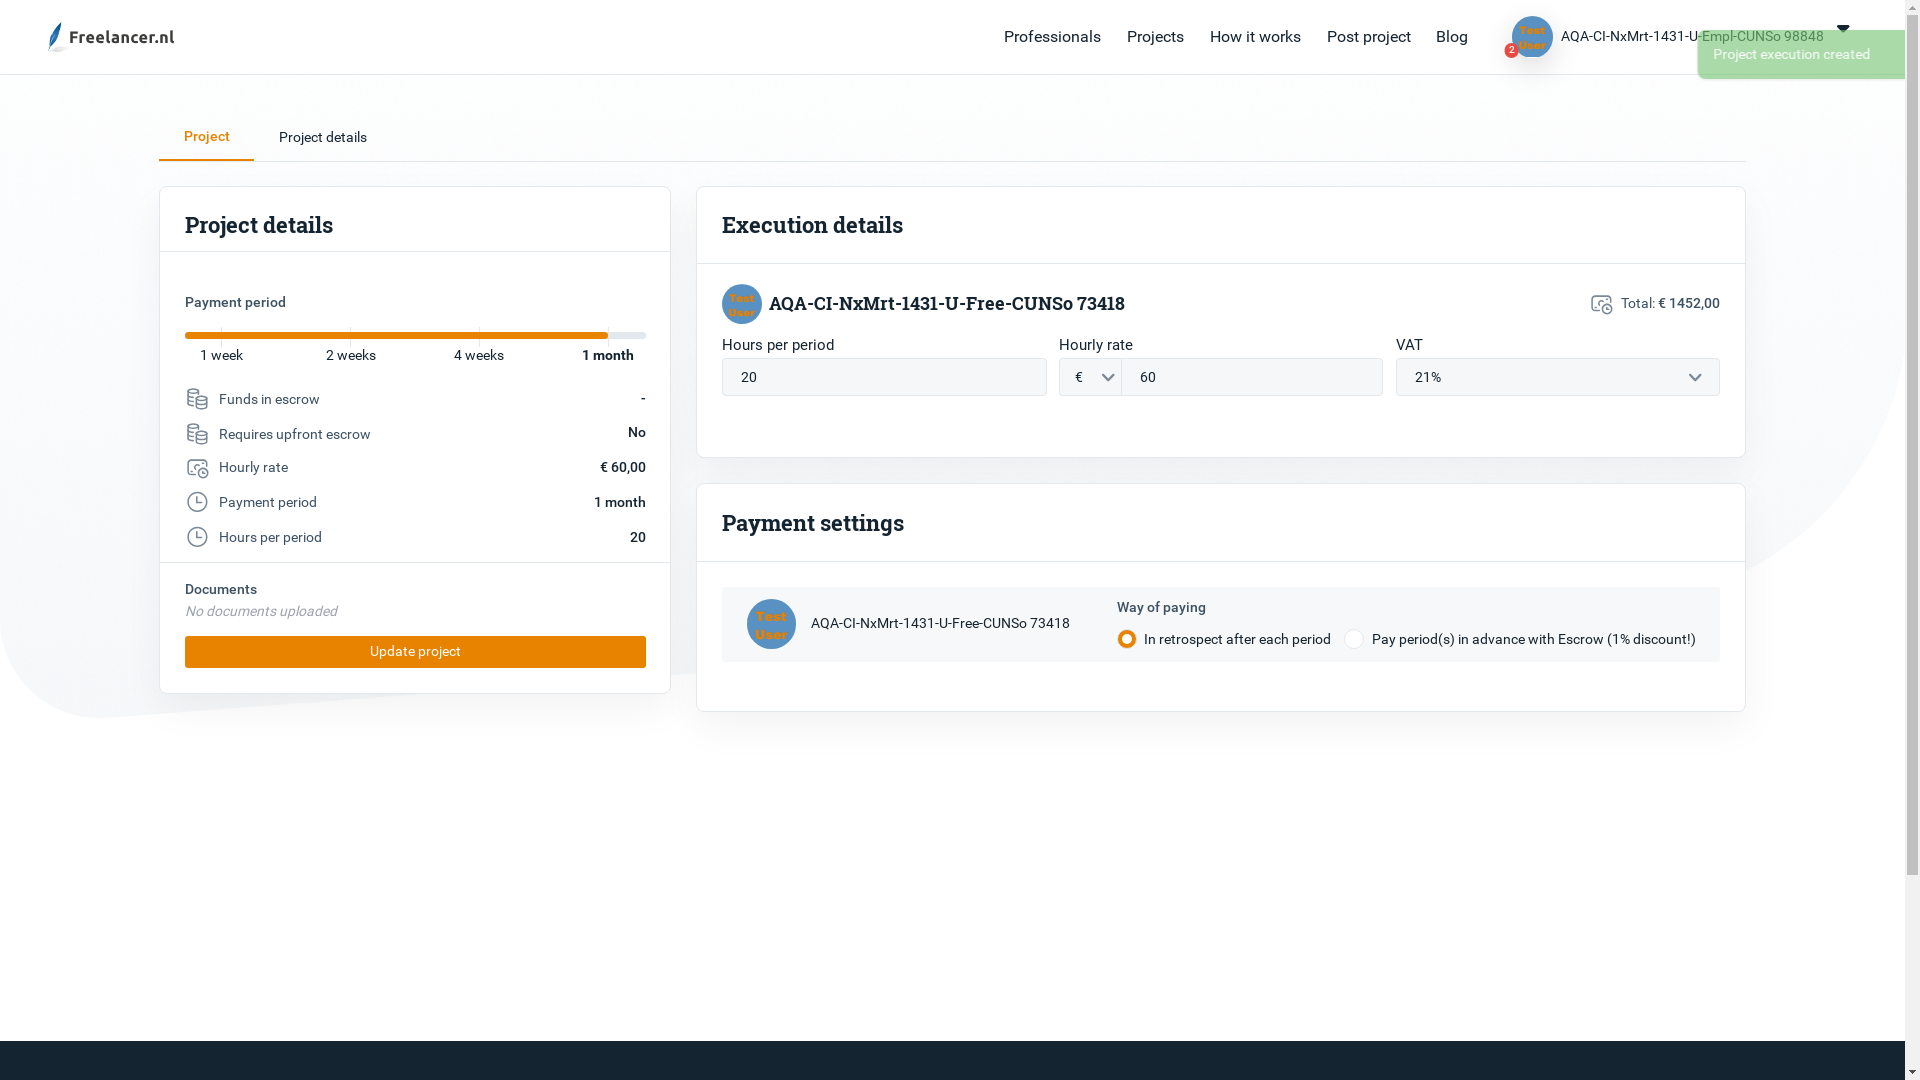 Freelancer.nl
Professionals
Projects
How it works
Post project
Blog
Test
User
2
AQA-CI-NxMrt-1431-U-Empl-CUNSo 98848
Project execution created
Project
Project details
Project details
Payment period
1 week
2 weeks
4 weeks
1 month
Funds in escrow
-
Requires upfront escrow
No
Hourly rate
€ 60,00
Payment period
1 month
Hours per period
20
Documents
No documents uploaded
Update project
Execution details
Test
User
AQA-CI-NxMrt-1431-U-Free-CUNSo 73418
Total: € 1452,00
Hours per period
Hourly rate
VAT
20
€
60
21%
Payment settings
Test
User
AQA-CI-NxMrt-1431-U-Free-CUNSo 73418
Way of paying
In retrospect after each period
Pay period(s) in advance with Escrow (1% discount!)